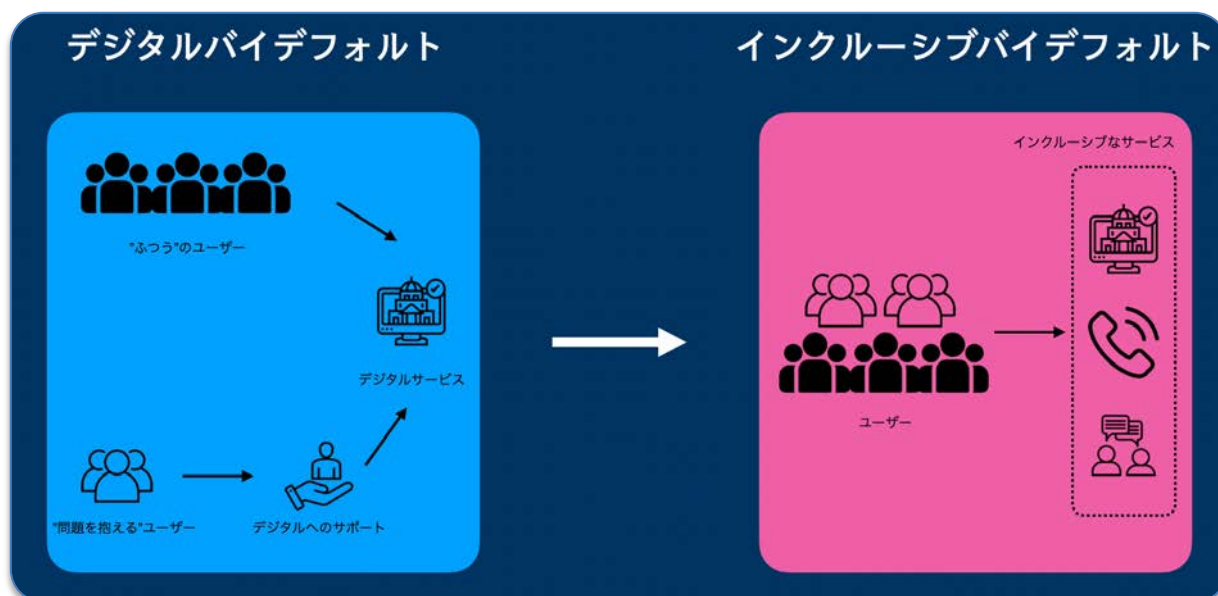 デジタルバイデフォルト
"ふつう"のユーザー
デジタルサービス
"問題を抱える"ユーザー
デジタルへのサポート
インクルーシブバイデフォルト
インクルーシブなサービス
ユーザー